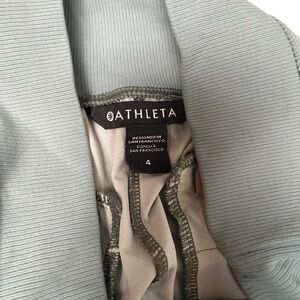 ATHLETA
DESIGNED IN
SAN FRANCISCO
CONÇU À
SAN FRANCISCO
4